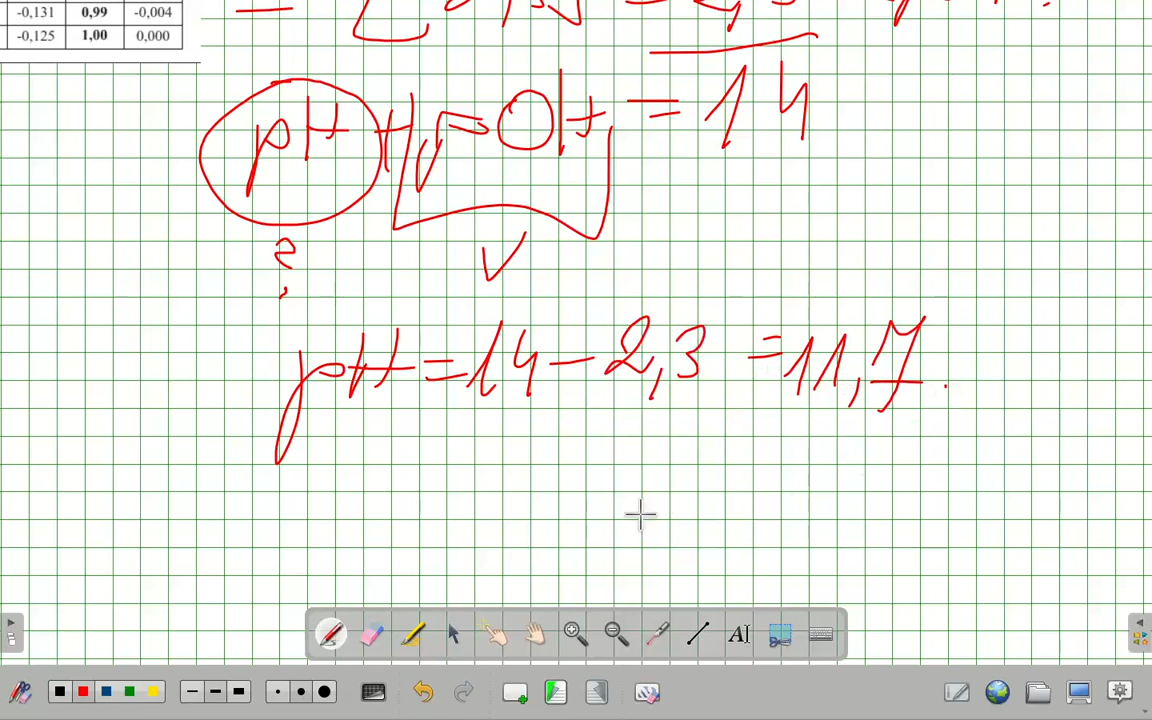 -0,131 0,99 -0,004
-0,125 1,00 0,000
pH + pOH = 14
?
V
pH = 14 - 2,3 = 11,7.